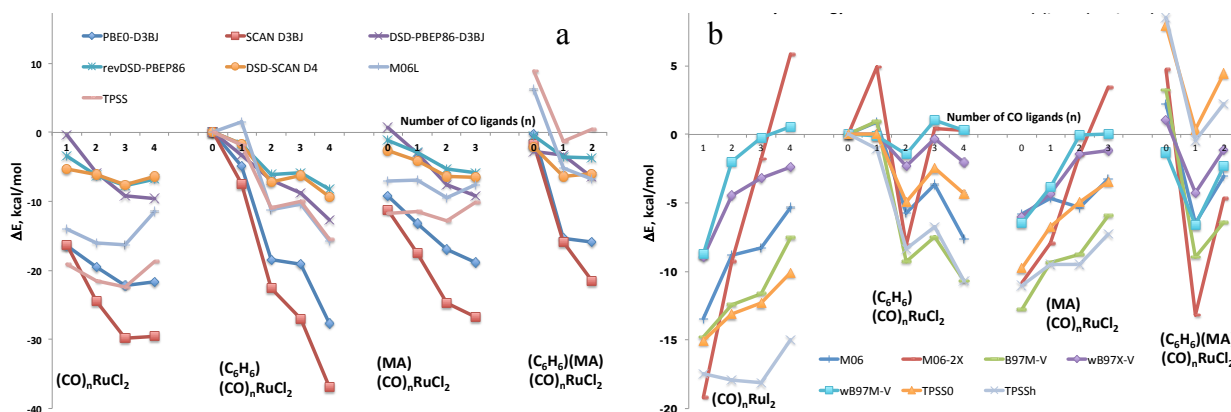 PBE0-D3BJ SCAN D3BJ DSD-PBEP86-D3BJ
revDSD-PBEP86 DSD-SCAN D4 M06L
TPSS
a
ΔE, kcal/mol
10
0
-10
-20
-30
-40
Number of CO ligands (n)
1 2 3 4
0 1 2 3 4
0 1 2 3
0 1 2
(CO)nRuCl2
(C6H6)
(CO)nRuCl2
(MA)
(CO)nRuCl2
(C6H6)(MA)
(CO)nRuCl2
b
ΔE, kcal/mol
5
0
-5
-10
-15
-20
Number of CO ligands (n)
1 2 3 4
0 1 2 3 4
0 1 2 3
0 1 2
(C6H6)
(CO)nRuCl2
(MA)
(CO)nRuCl2
(C6H6)(MA
(CO)nRuCl2
M06 M06-2X B97M-V wB97X-V
wB97M-V TPSS0 TPSSh
(CO)nRuI2